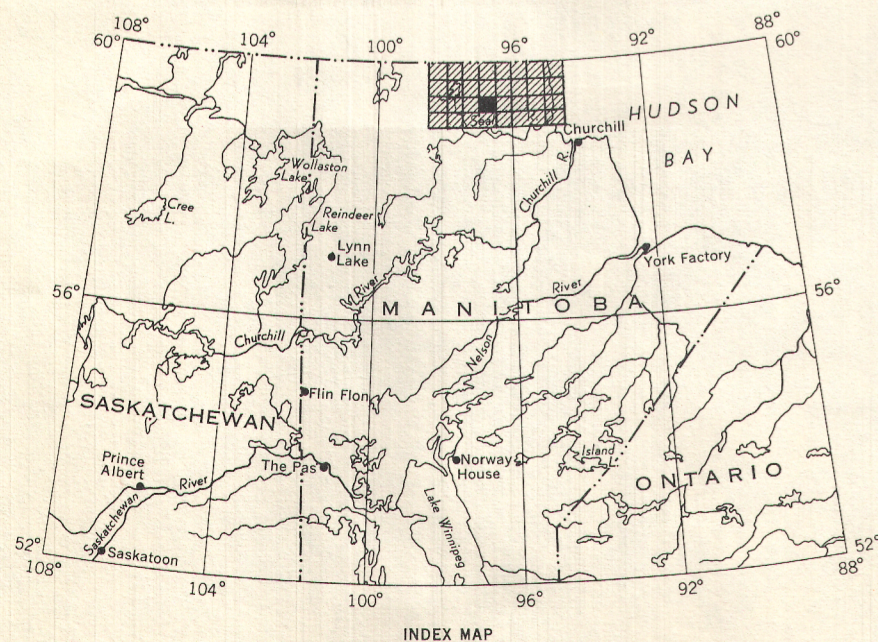 108° 104° 100° 96° 92° 88°
60° 60°
HUDSON
BAY
Seal
Churchill
Churchill R.
Wollaston
Lake
Cree
L.
Reindeer
Lake
Lynn
Lake
River
York Factory
River
56° 56°
MANITOBA
Churchill
Nelson
Flin Flon
SASKATCHEWAN
Prince
Albert
River
The Pas
Norway
House
Island
L.
ONTARIO
Saskatchewan
Lake Winnipeg
Saskatoon
52° 52°
108° 104° 100° 96° 92° 88°
INDEX MAP